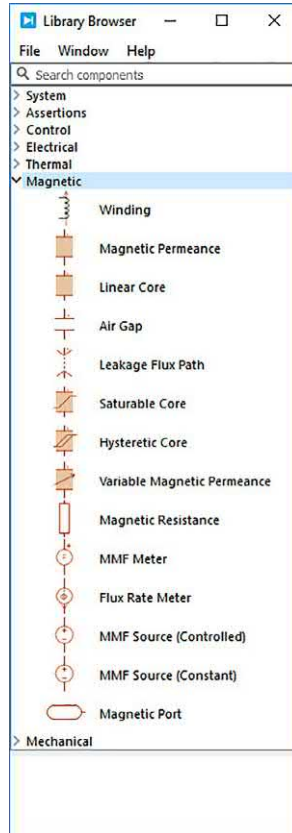 Library Browser
File Window Help
Search components
System
Assertions
Control
Electrical
Thermal
Magnetic
Winding
Magnetic Permeance
Linear Core
Air Gap
Leakage Flux Path
Saturable Core
Hysteretic Core
Variable Magnetic Permeance
Magnetic Resistance
MMF Meter
Flux Rate Meter
MMF Source (Controlled)
MMF Source (Constant)
Magnetic Port
Mechanical